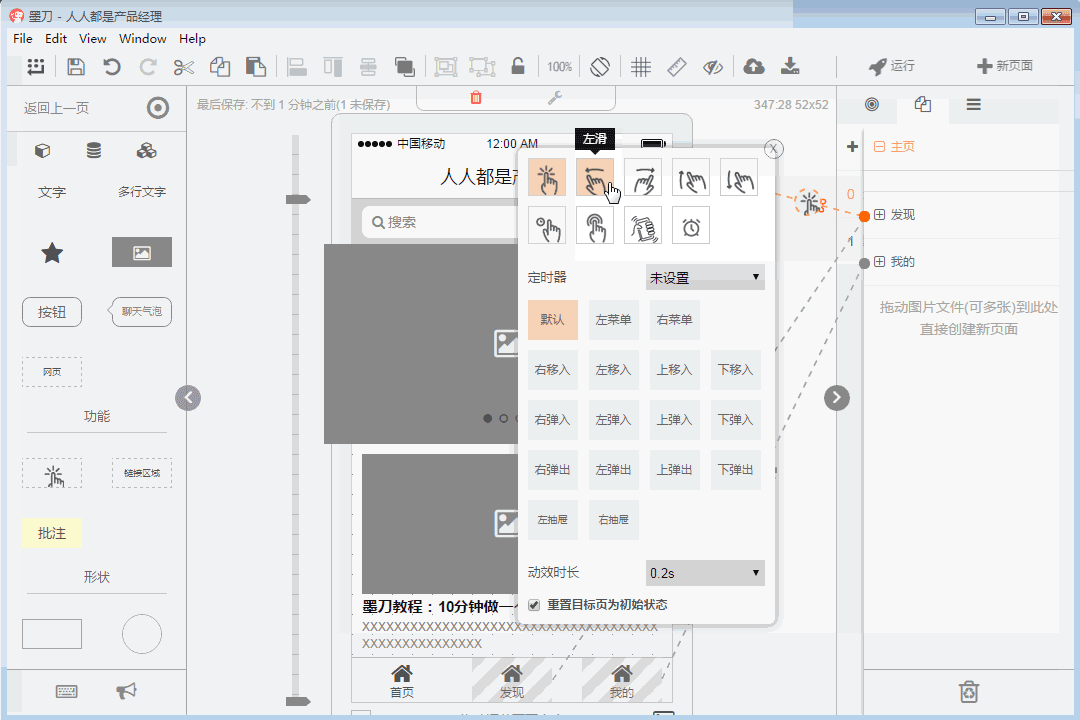 墨刀 - 人人都是产品经理
File Edit View Window Help
100%
运行
新页面
返回上一页
最后保存: 不到 1 分钟之前(1 未保存)
347:28 52x52
文字
多行文字
按钮
聊天气泡
网页
功能
链接区域
批注
形状
中国移动
12:00 AM
人人都是
搜索
墨刀教程：10分钟做一
XXXXXXXXXXXXXXXXXXXXXXXXXXXXXXXXXXXXX
XXXXXXXXXXXXXXX
首页
发现
我的
左滑
X
定时器
未设置
默认
左菜单
右菜单
右移入
左移入
上移入
下移入
右弹入
左弹入
上弹入
下弹入
右弹出
左弹出
上弹出
下弹出
左抽屉
右抽屉
动效时长
0.2s
重置目标页为初始状态
主页
0
发现
1
我的
拖动图片文件(可多张)到此处
直接创建新页面